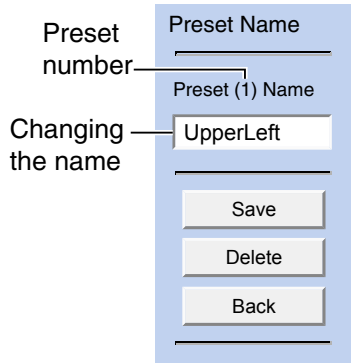 Preset Name
Preset
number
Preset (1) Name
Changing
the name
UpperLeft
Save
Delete
Back